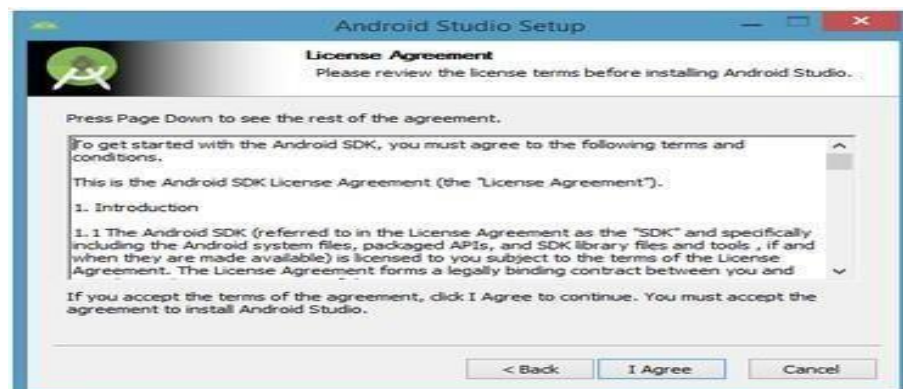 Android Studio Setup
License Agreement
Please review the license terms before installing Android Studio.
Press Page Down to see the rest of the agreement.
To get started with the Android SDK, you must agree to the following terms and
conditions.
This is the Android SDK License Agreement (the "License Agreement").
1. Introduction
1.1 The Android SDK (referred to in the License Agreement as the "SDK" and specifically
including the Android system files, packaged APIs, and SDK library files and tools , if and
when they are made available) is licensed to you subject to the terms of the License
Agreement. The License Agreement forms a legally binding contract between you and
If you accept the terms of the agreement, click I Agree to continue. You must accept the
agreement to install Android Studio.
< Back
I Agree
Cancel